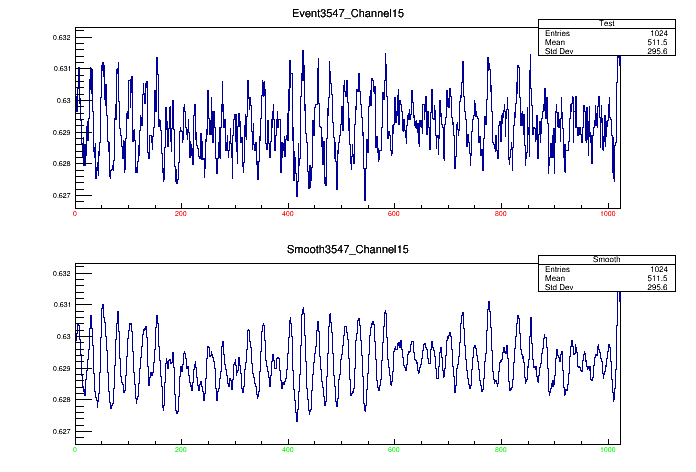 Event3547_Channel15
Test
Entries 1024
Mean 511.5
Std Dev 295.6
0.632
0.631
0.63
0.629
0.628
0.627
0 200 400 600 800 1000
Smooth3547_Channel15
Smooth
Entries 1024
Mean 511.5
Std Dev 295.6
0.632
0.631
0.63
0.629
0.628
0.627
0 200 400 600 800 1000